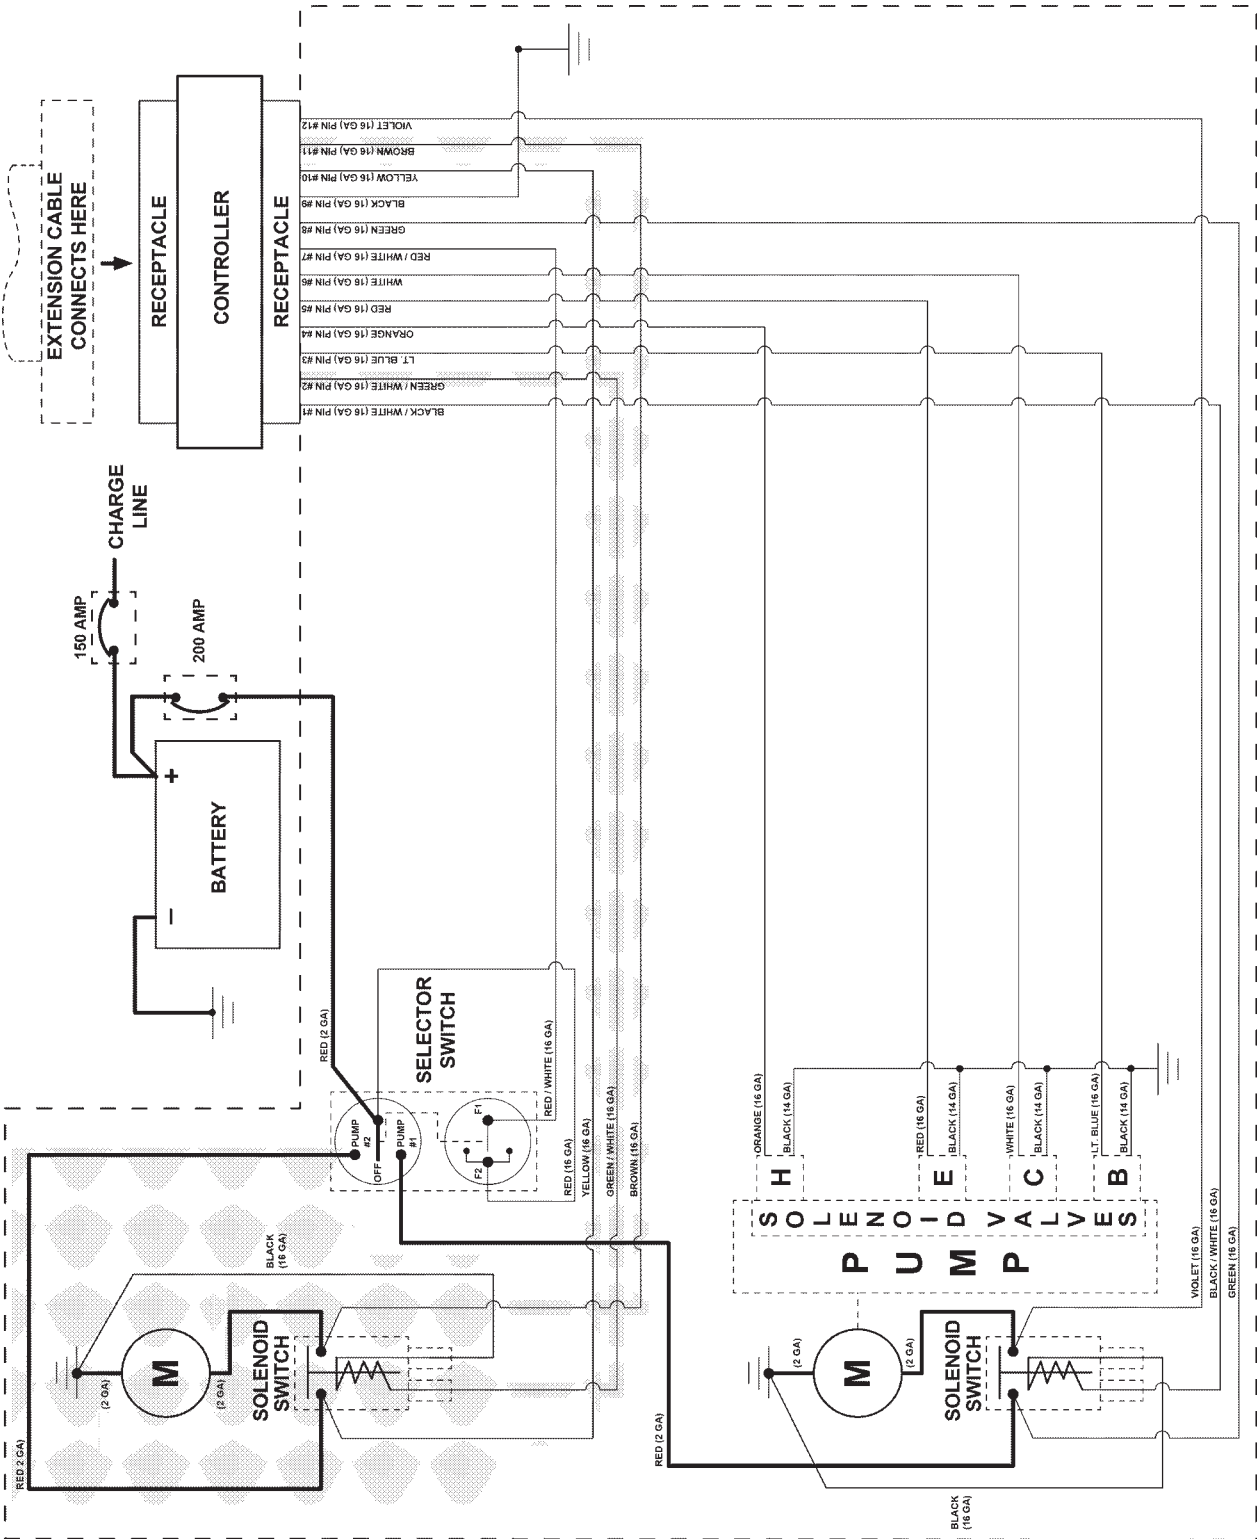 EXTENSION CABLE
CONNECTS HERE
RECEPTACLE
CONTROLLER
RECEPTACLE
VIOLET (16 GA) PIN #12
BROWN (16 GA) PIN #11
YELLOW (16 GA) PIN #10
BLACK (16 GA) PIN #9
GREEN (16 GA) PIN #8
RED / WHITE (16 GA) PIN #7
WHITE (16 GA) PIN #6
RED (16 GA) PIN #5
ORANGE (16 GA) PIN #4
LT. BLUE (16 GA) PIN #3
GREEN / WHITE (16 GA) PIN #2
BLACK / WHITE (16 GA) PIN #1
CHARGE
LINE
150 AMP
200 AMP
+
BATTERY
−
RED (2 GA)
SELECTOR
SWITCH
PUMP
#2
OFF
PUMP
#1
F1
F2
RED / WHITE (16 GA)
RED (16 GA)
YELLOW (16 GA)
GREEN / WHITE (16 GA)
BROWN (16 GA)
BLACK
(16 GA)
M
(2 GA)
(2 GA)
SOLENOID
SWITCH
RED 2 GA)
RED (2 GA)
ORANGE (16 GA)
BLACK (14 GA)
RED (16 GA)
BLACK (14 GA)
WHITE (16 GA)
BLACK (14 GA)
LT. BLUE (16 GA)
BLACK (14 GA)
H
E
C
B
SOLENOID VALVES
PUMP
VIOLET (16 GA)
BLACK / WHITE (16 GA)
GREEN (16 GA)
M
(2 GA)
(2 GA)
SOLENOID
SWITCH
BLACK
(16 GA)